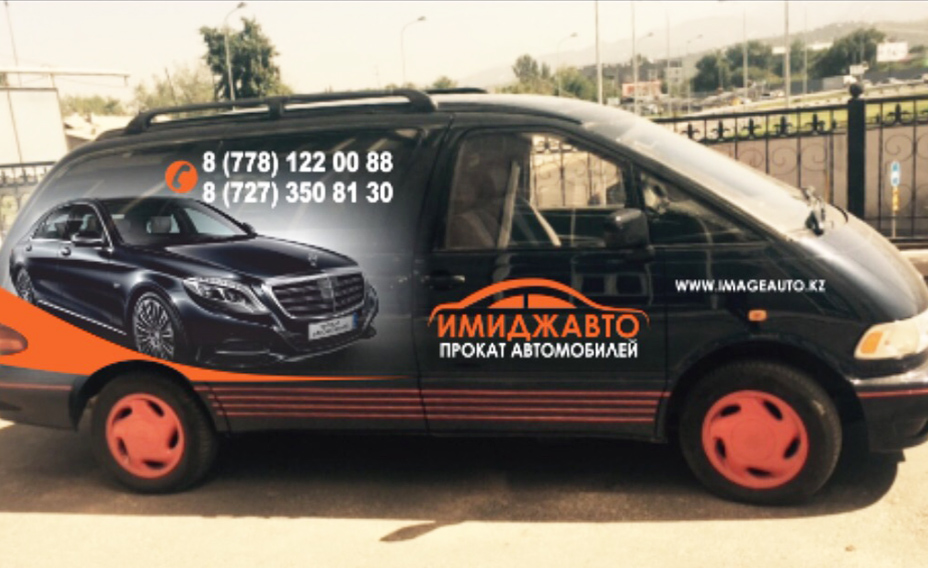 8 (778) 122 00 88
8 (727) 350 81 30
ИМИДЖАВТО
ПРОКАТ АВТОМОБИЛЕЙ
WWW.IMAGEAUTO.KZ